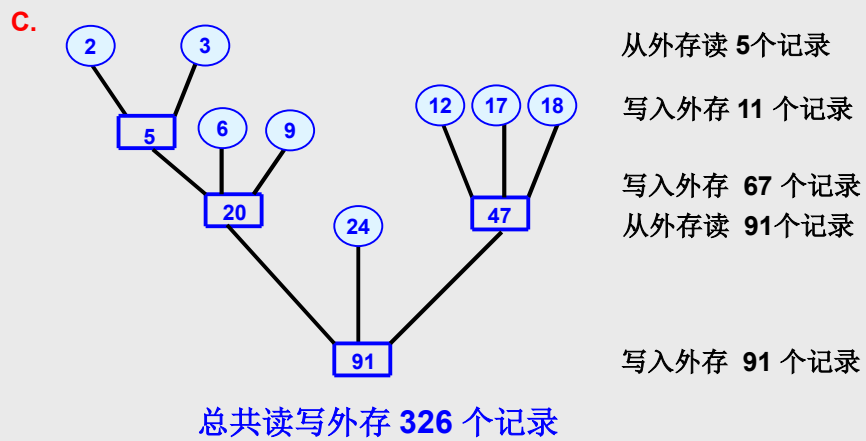 C.
2 3
从外存读 5个记录
12 17 18
写入外存 11 个记录
5 6 9
写入外存 67 个记录
20 47
从外存读 91个记录
24
91
写入外存 91 个记录
总共读写外存 326 个记录